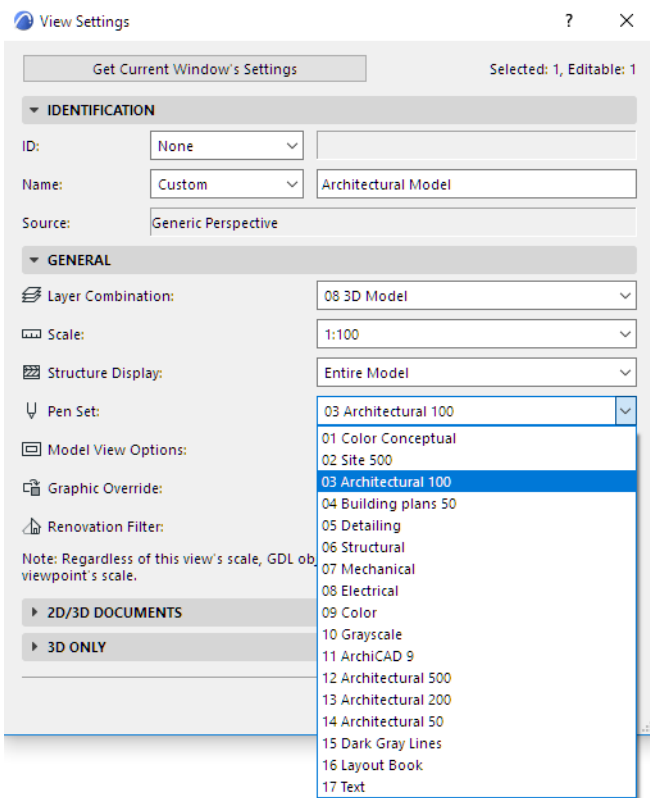 View Settings ?
Get Current Window's Settings Selected: 1, Editable: 1
IDENTIFICATION
ID: None
Name: Custom Architectural Model
Source: Generic Perspective
GENERAL
Layer Combination: 08 3D Model
Scale: 1:100
Structure Display: Entire Model
Pen Set: 03 Architectural 100
01 Color Conceptual
Model View Options:
02 Site 500
03 Architectural 100
Graphic Override:
04 Building plans 50
05 Detailing
Renovation Filter:
06 Structural
Note: Regardless of this view's scale, GDL obj
07 Mechanical
viewpoint's scale.
08 Electrical
2D/3D DOCUMENTS
09 Color
10 Grayscale
3D ONLY
11 ArchiCAD 9
12 Architectural 500
13 Architectural 200
14 Architectural 50
15 Dark Gray Lines
16 Layout Book
17 Text